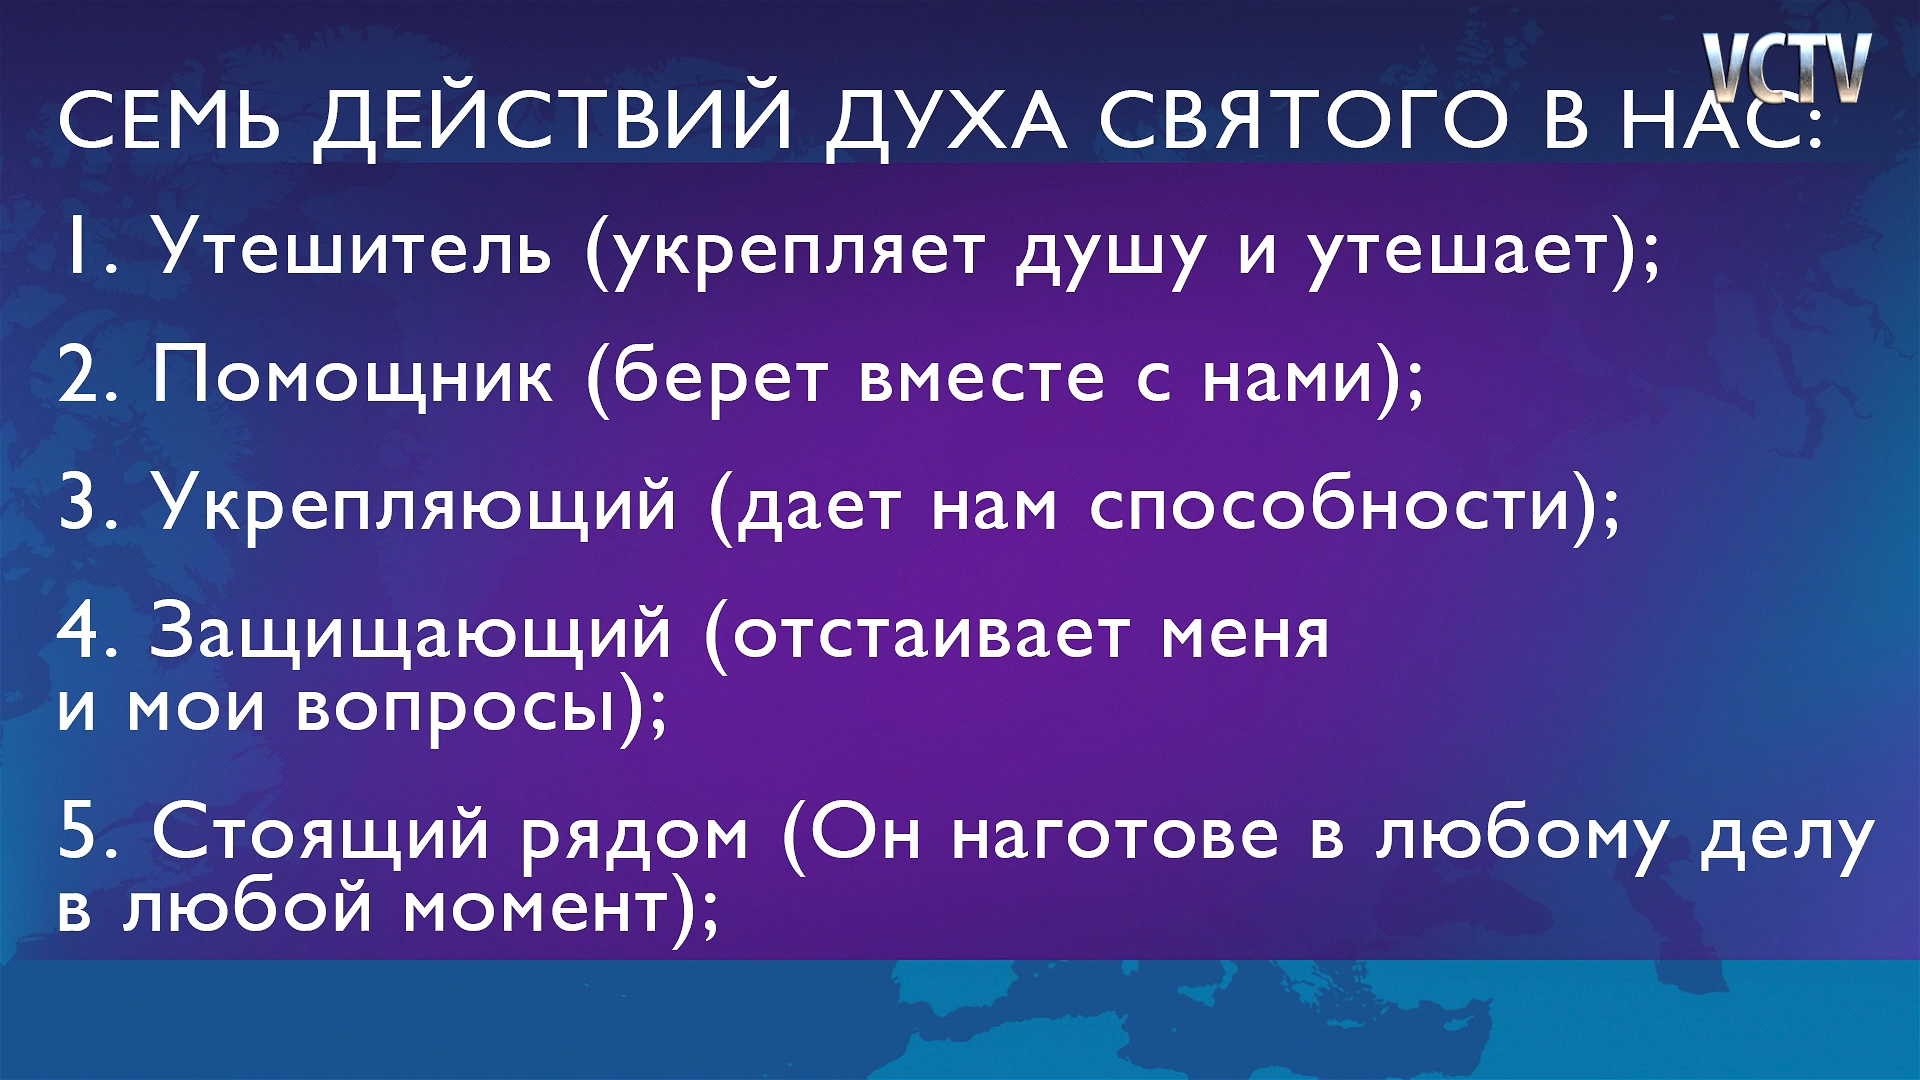 VCTV
СЕМЬ ДЕЙСТВИЙ ДУХА СВЯТОГО В НАС:
1. Утешитель (укрепляет душу и утешает);
2. Помощник (берет вместе с нами);
3. Укрепляющий (дает нам способности);
4. Защищающий (отстаивает меня
и мои вопросы);
5. Стоящий рядом (Он наготове в любому делу
в любой момент);